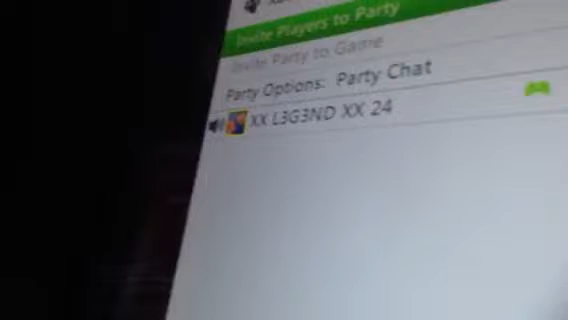 Invite Players to Party
Invite Party to Game
Party Options: Party Chat
XX L3G3ND XX 24